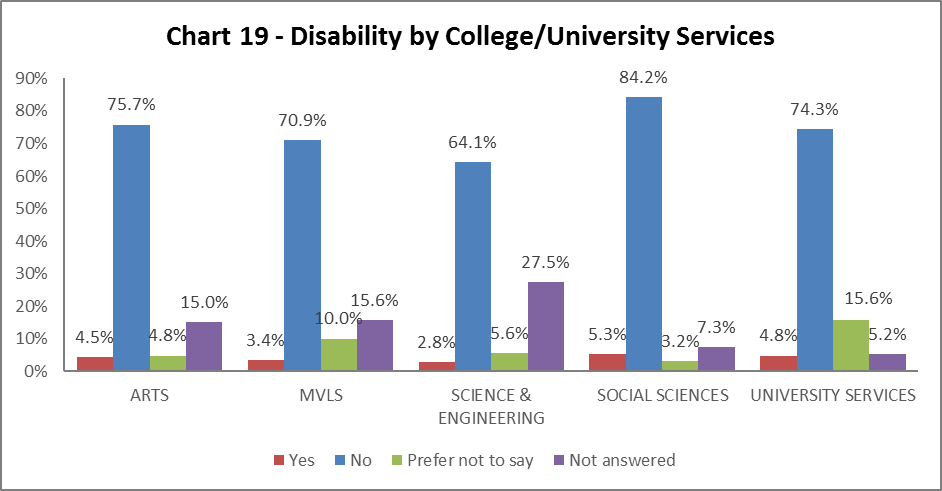 Chart 19 - Disability by College/University Services
90%
80%
70%
60%
50%
40%
30%
20%
10%
0%
75.7%
70.9%
64.1%
84.2%
74.3%
4.5%
4.8%
15.0%
3.4%
10.0%
15.6%
2.8%
5.6%
27.5%
5.3%
3.2%
7.3%
4.8%
15.6%
5.2%
ARTS
MVLS
SCIENCE &
ENGINEERING
SOCIAL SCIENCES
UNIVERSITY SERVICES
Yes
No
Prefer not to say
Not answered